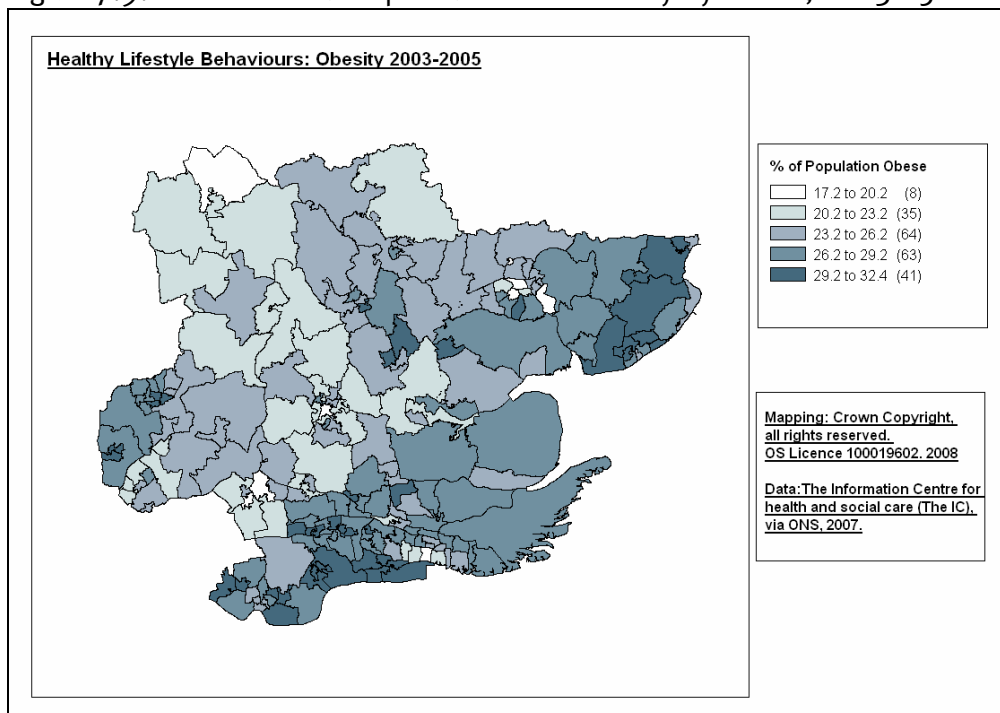 Healthy Lifestyle Behaviours: Obesity 2003-2005
% of Population Obese
17.2 to 20.2 (8)
20.2 to 23.2 (35)
23.2 to 26.2 (64)
26.2 to 29.2 (63)
29.2 to 32.4 (41)
Mapping: Crown Copyright,
all rights reserved.
OS Licence 100019602. 2008
Data:The Information Centre for
health and social care (The IC),
via ONS, 2007.